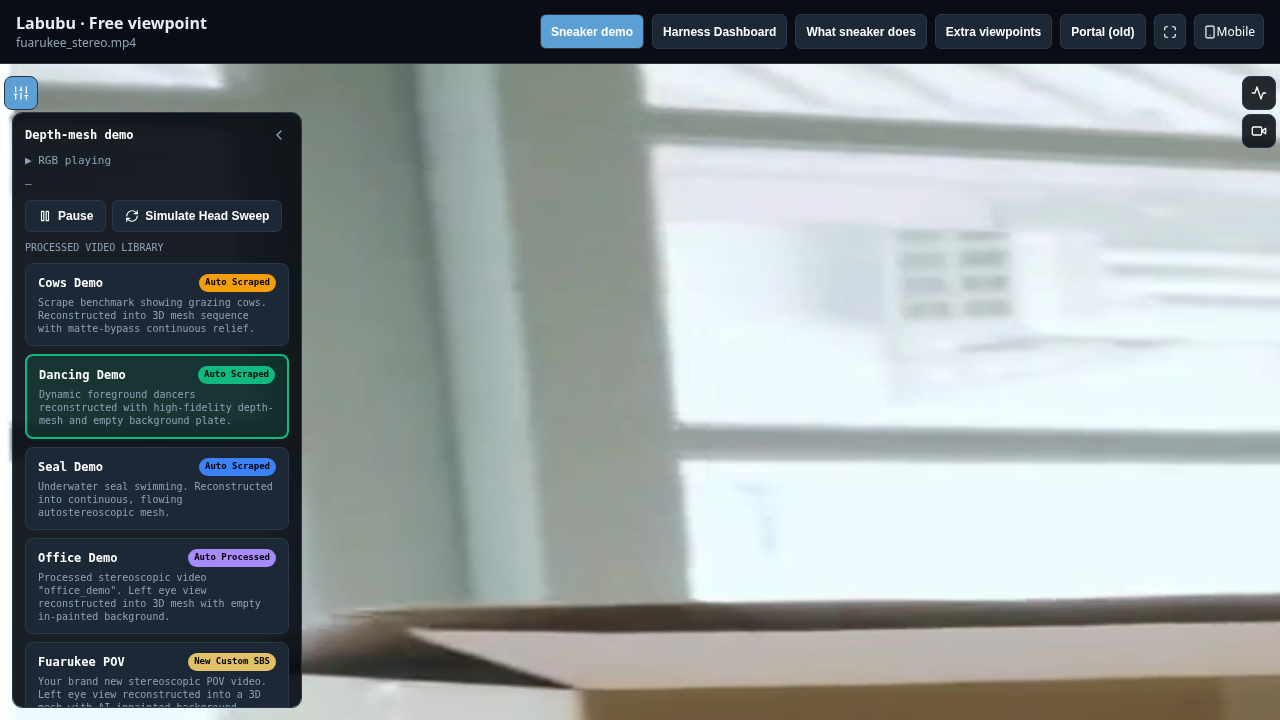 Labubu · Free viewpoint
fuarukee_stereo.mp4
Sneaker demo
Harness Dashboard
What sneaker does
Extra viewpoints
Portal (old)
Mobile
Depth-mesh demo
▶ RGB playing
—
Pause
Simulate Head Sweep
PROCESSED VIDEO LIBRARY
Cows Demo
Auto Scraped
Scrape benchmark showing grazing cows.
Reconstructed into 3D mesh sequence
with matte-bypass continuous relief.
Dancing Demo
Auto Scraped
Dynamic foreground dancers
reconstructed with high-fidelity depth-
mesh and empty background plate.
Seal Demo
Auto Scraped
Underwater seal swimming. Reconstructed
into continuous, flowing
autostereoscopic mesh.
Office Demo
Auto Processed
Processed stereoscopic video
"office_demo". Left eye view
reconstructed into 3D mesh with empty
in-painted background.
Fuarukee POV
New Custom SBS
Your brand new stereoscopic POV video.
Left eye view reconstructed into a 3D
mesh with AI inpainted background